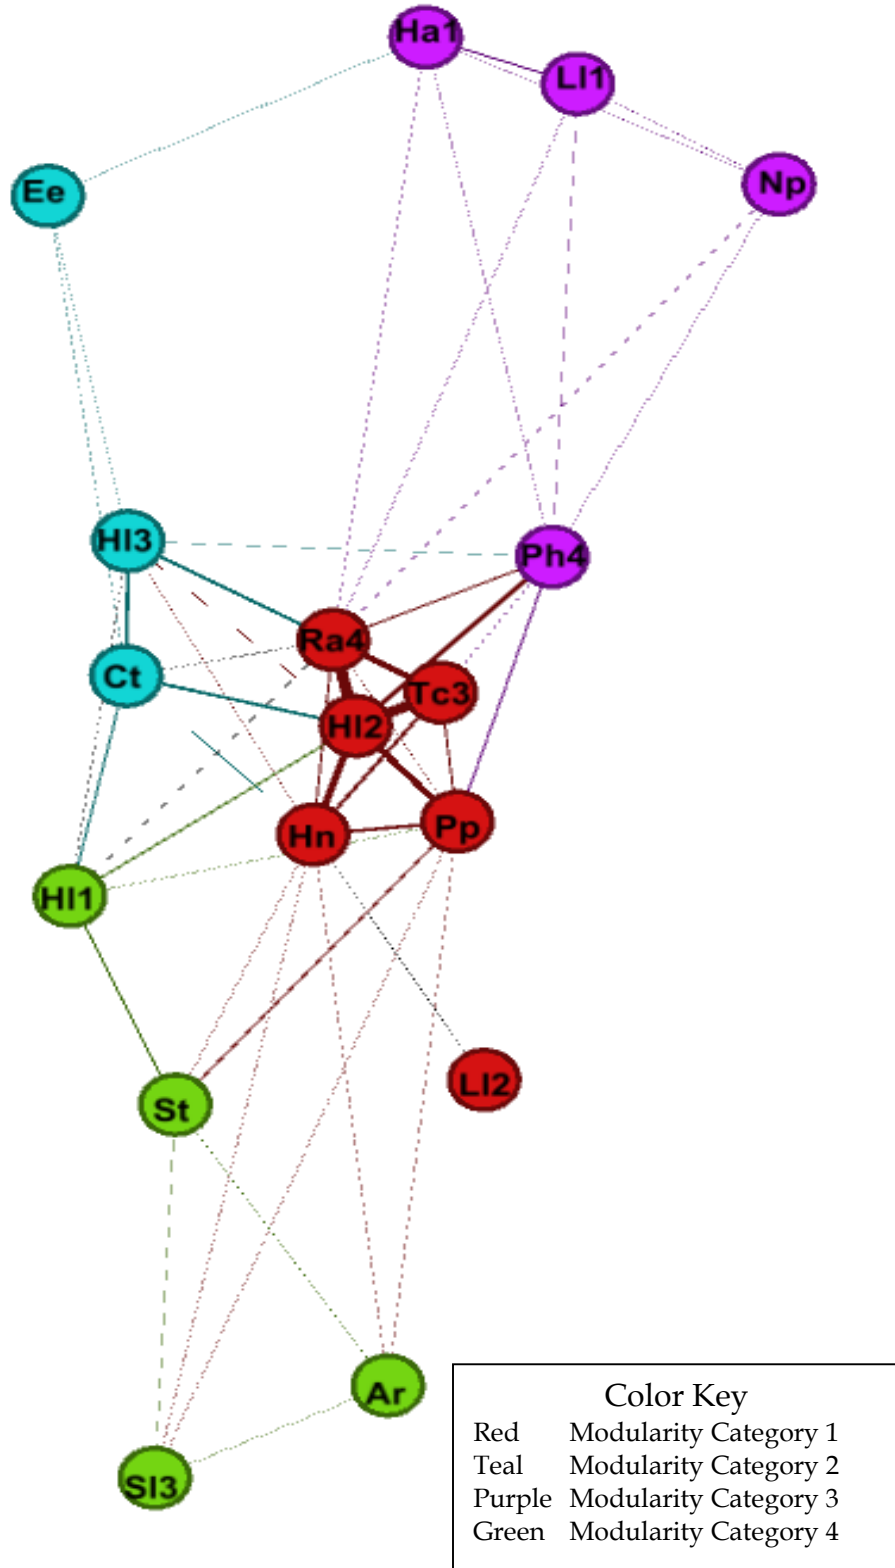 Ha1
Ll1
Np
Ee
Hl3
Ph4
Ra4
Ct
Tc3
Hl2
Hn
Pp
Hl1
Ll2
St
Ar
Sl3
Color Key
Red Modularity Category 1
Teal Modularity Category 2
Purple Modularity Category 3
Green Modularity Category 4